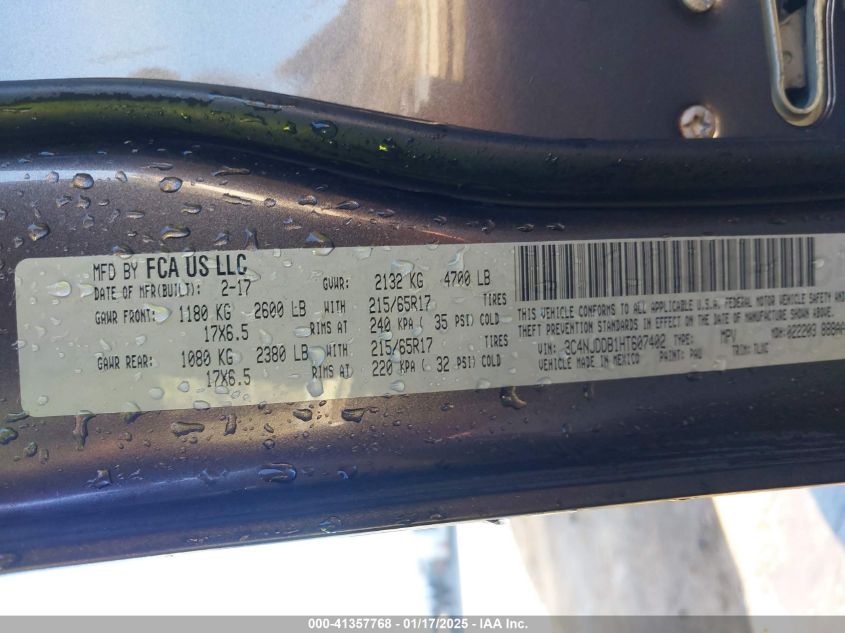 MFD BY FCA US LLC
DATE OF MFR(BUILT): 2-17 GVWR: 2132 KG 4700 LB
GAWR FRONT: 1180 KG 2600 LB WITH 215/65R17 TIRES
17X6.5 RIMS AT 240 KPA ( 35 PSI) COLD
GAWR REAR: 1080 KG 2380 LB WITH 215/65R17 TIRES
17X6.5 RIMS AT 220 KPA ( 32 PSI) COLD
THIS VEHICLE CONFORMS TO ALL APPLICABLE U.S.A. FEDERAL MOTOR VEHICLE SAFETY AND
THEFT PREVENTION STANDARDS IN EFFECT ON THE DATE OF MANUFACTURE SHOWN ABOVE.
VIN: 3C4NJDDB1HT607402 TYPE: MPV MDH: 022203
VEHICLE MADE IN MEXICO PAINT: PAU TRIM: TLXC
000-41357768 - 01/17/2025 - IAA Inc.